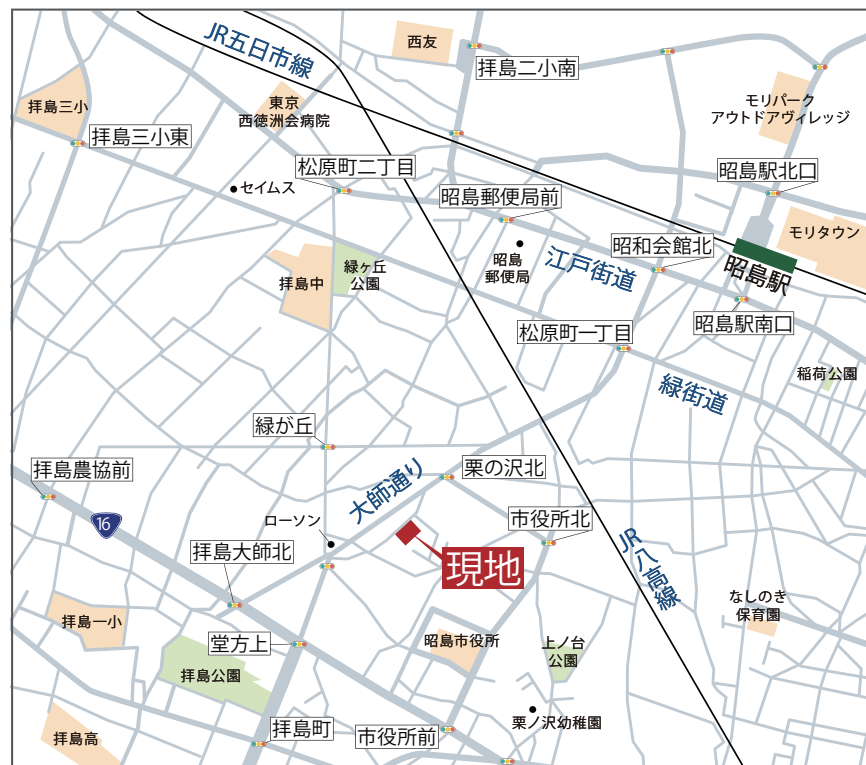 JR五日市線
西友
拝島二小南
モリパーク
アウトドアヴィレッジ
拝島三小
東京
西徳洲会病院
拝島三小東
松原町二丁目
セイムス
昭島郵便局前
昭島駅北口
昭島
郵便局
江戸街道
昭和会館北
モリタウン
昭島駅
拝島中
緑ヶ丘
公園
昭島駅南口
松原町一丁目
緑街道
稲荷公園
緑が丘
大師通り
栗の沢北
拝島農協前
16
ローソン
市役所北
現地
JR八高線
拝島大師北
なしのき
保育園
拝島一小
堂方上
昭島市役所
上ノ台
公園
拝島公園
栗ノ沢幼稚園
拝島町
市役所前
拝島高